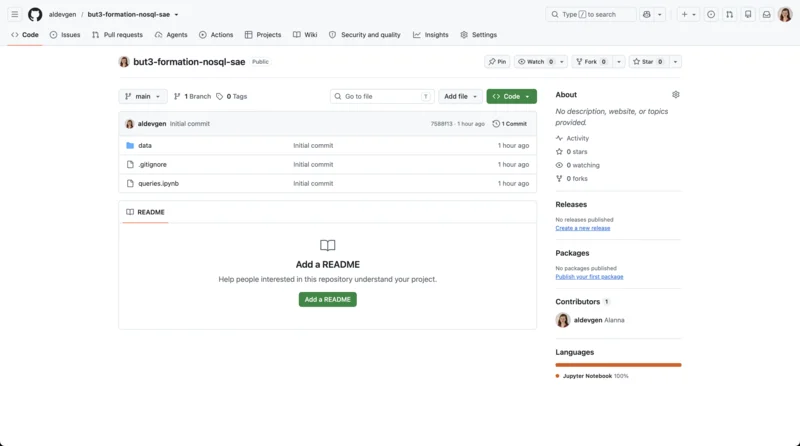 aldevgen / but3-formation-nosql-sae
Type / to search
Code Issues Pull requests Agents Actions Projects Wiki Security and quality Insights Settings
but3-formation-nosql-sae Public
Pin Watch 0 Fork 0 Star 0
main 1 Branch 0 Tags Go to file Add file Code
aldevgen Initial commit 7588f13 · 1 hour ago 1 Commit
data Initial commit 1 hour ago
.gitignore Initial commit 1 hour ago
queries.ipynb Initial commit 1 hour ago
README
Add a README
Help people interested in this repository understand your project.
Add a README
About
No description, website, or topics
provided.
Activity
0 stars
0 watching
0 forks
Releases
No releases published
Create a new release
Packages
No packages published
Publish your first package
Contributors 1
aldevgen Alanna
Languages
Jupyter Notebook 100%